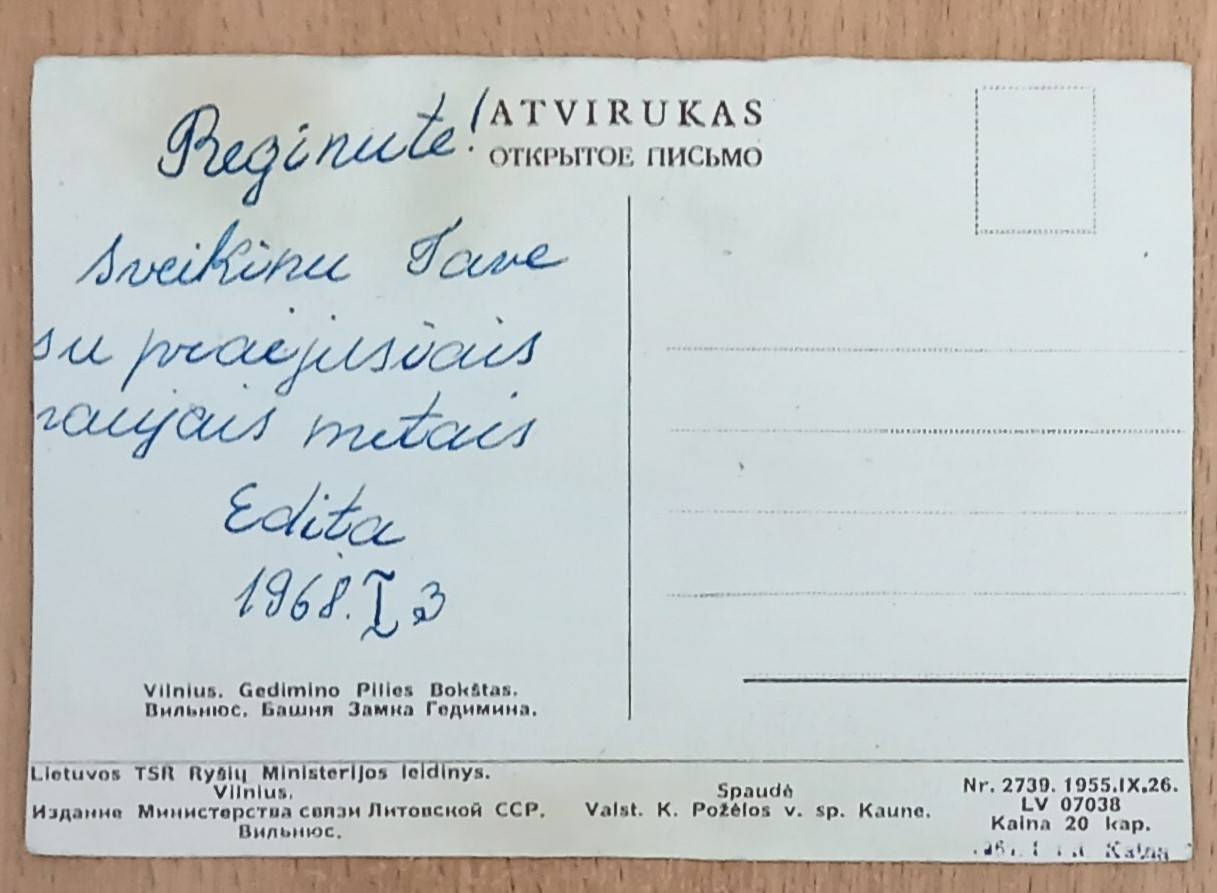 Reginute!
sveikinu Tave
su praėjusiais
naujais metais
Edita
1968.I.3
ATVIRUKAS
ОТКРЫТОЕ ПИСЬМО
Vilnius. Gedimino Pilies Bokštas.
Вильнюс. Башня Замка Гедимина.
Lietuvos TSR Ryšių Ministerijos leidinys.
Vilnius.
Издание Министерства связи Литовской ССР.
Вильнюс.
Spaudė
Valst. K. Požėlos v. sp. Kaune.
Nr. 2739. 1955.IX.26.
LV 07038
Kaina 20 kap.
Kaina